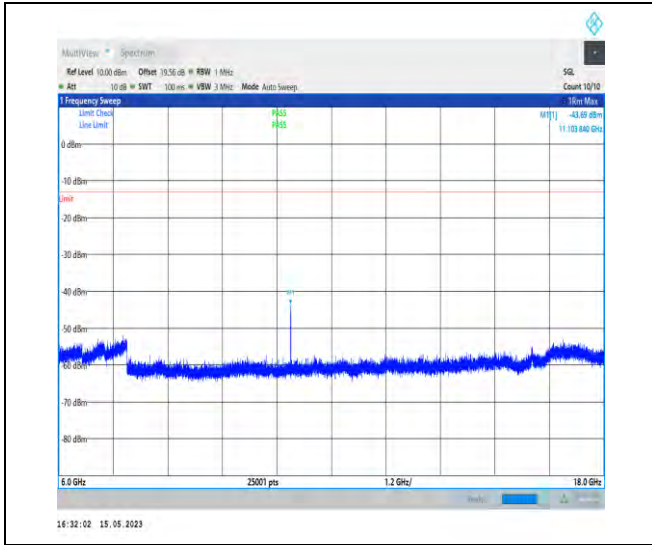 MultiView Spectrum
Ref Level 10.00 dBm Offset 19.56 dB RBW 1 MHz SGL
Att 10 dB SWT 100 ms VBW 3 MHz Mode Auto Sweep Count 10/10
1 Frequency Sweep 1Rm Max
Limit Check PASS M1[1] -43.69 dBm
Line Limit PASS 11.103 840 GHz
0 dBm
-10 dBm
Limit
-20 dBm
-30 dBm
-40 dBm
M1
-50 dBm
-60 dBm
-70 dBm
-80 dBm
6.0 GHz 25001 pts 1.2 GHz/ 18.0 GHz
Ready
16:32:02 15.05.2023